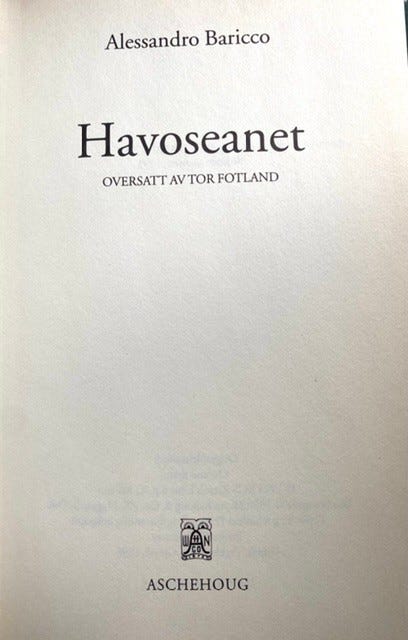 Alessandro Baricco
Havoseanet
OVERSATT AV TOR FOTLAND
ASCHEHOUG